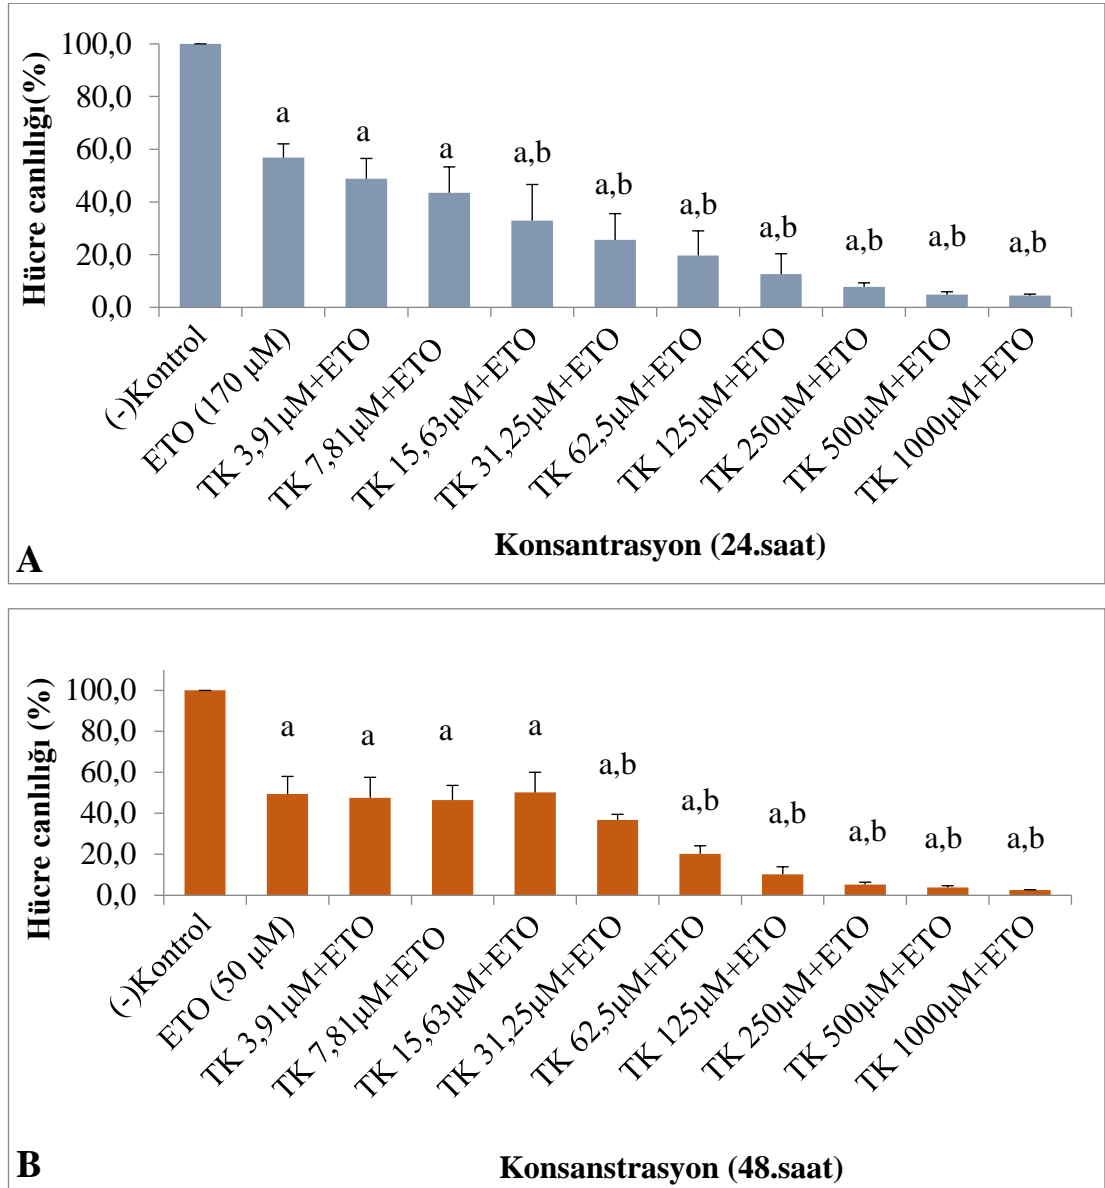 Hücre canlılığı(%)
100,0
80,0
60,0
40,0
20,0
0,0
a
a
a
a,b
a,b
a,b
a,b
a,b
a,b
a,b
(-)Kontrol
ETO (170 µM)
TK 3,91µM+ETO
TK 7,81µM+ETO
TK 15,63µM+ETO
TK 31,25µM+ETO
TK 62,5µM+ETO
TK 125µM+ETO
TK 250µM+ETO
TK 500µM+ETO
TK 1000µM+ETO
Konsantrasyon (24.saat)
A
Hücre canlılığı (%)
100,0
80,0
60,0
40,0
20,0
0,0
a
a
a
a
a,b
a,b
a,b
a,b
a,b
a,b
(-)Kontrol
ETO (50 µM)
TK 3,91µM+ETO
TK 7,81µM+ETO
TK 15,63µM+ETO
TK 31,25µM+ETO
TK 62,5µM+ETO
TK 125µM+ETO
TK 250µM+ETO
TK 500µM+ETO
TK 1000µM+ETO
Konsanstrasyon (48.saat)
B